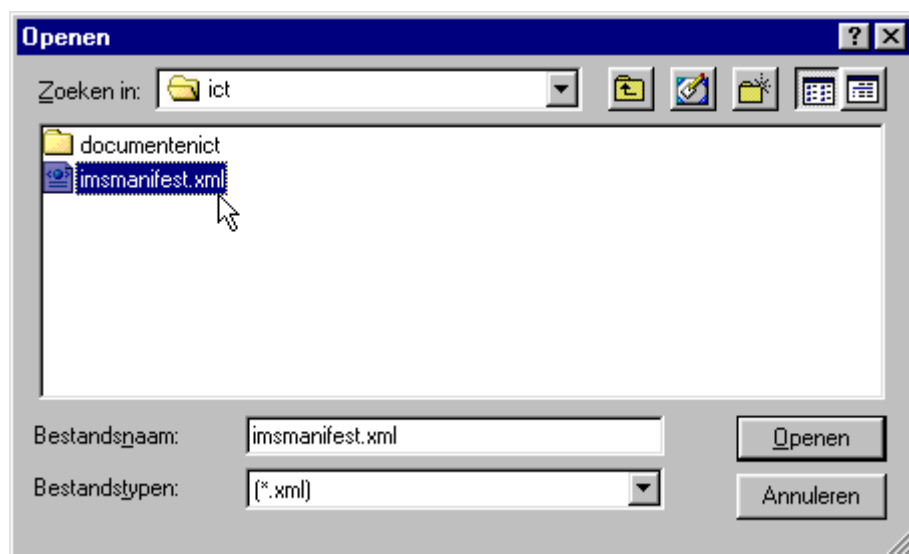 Openen
Zoeken in: ict
documentenict
imsmanifest.xml
Bestandsnaam: imsmanifest.xml Openen
Bestandstypen: (*.xml) Annuleren